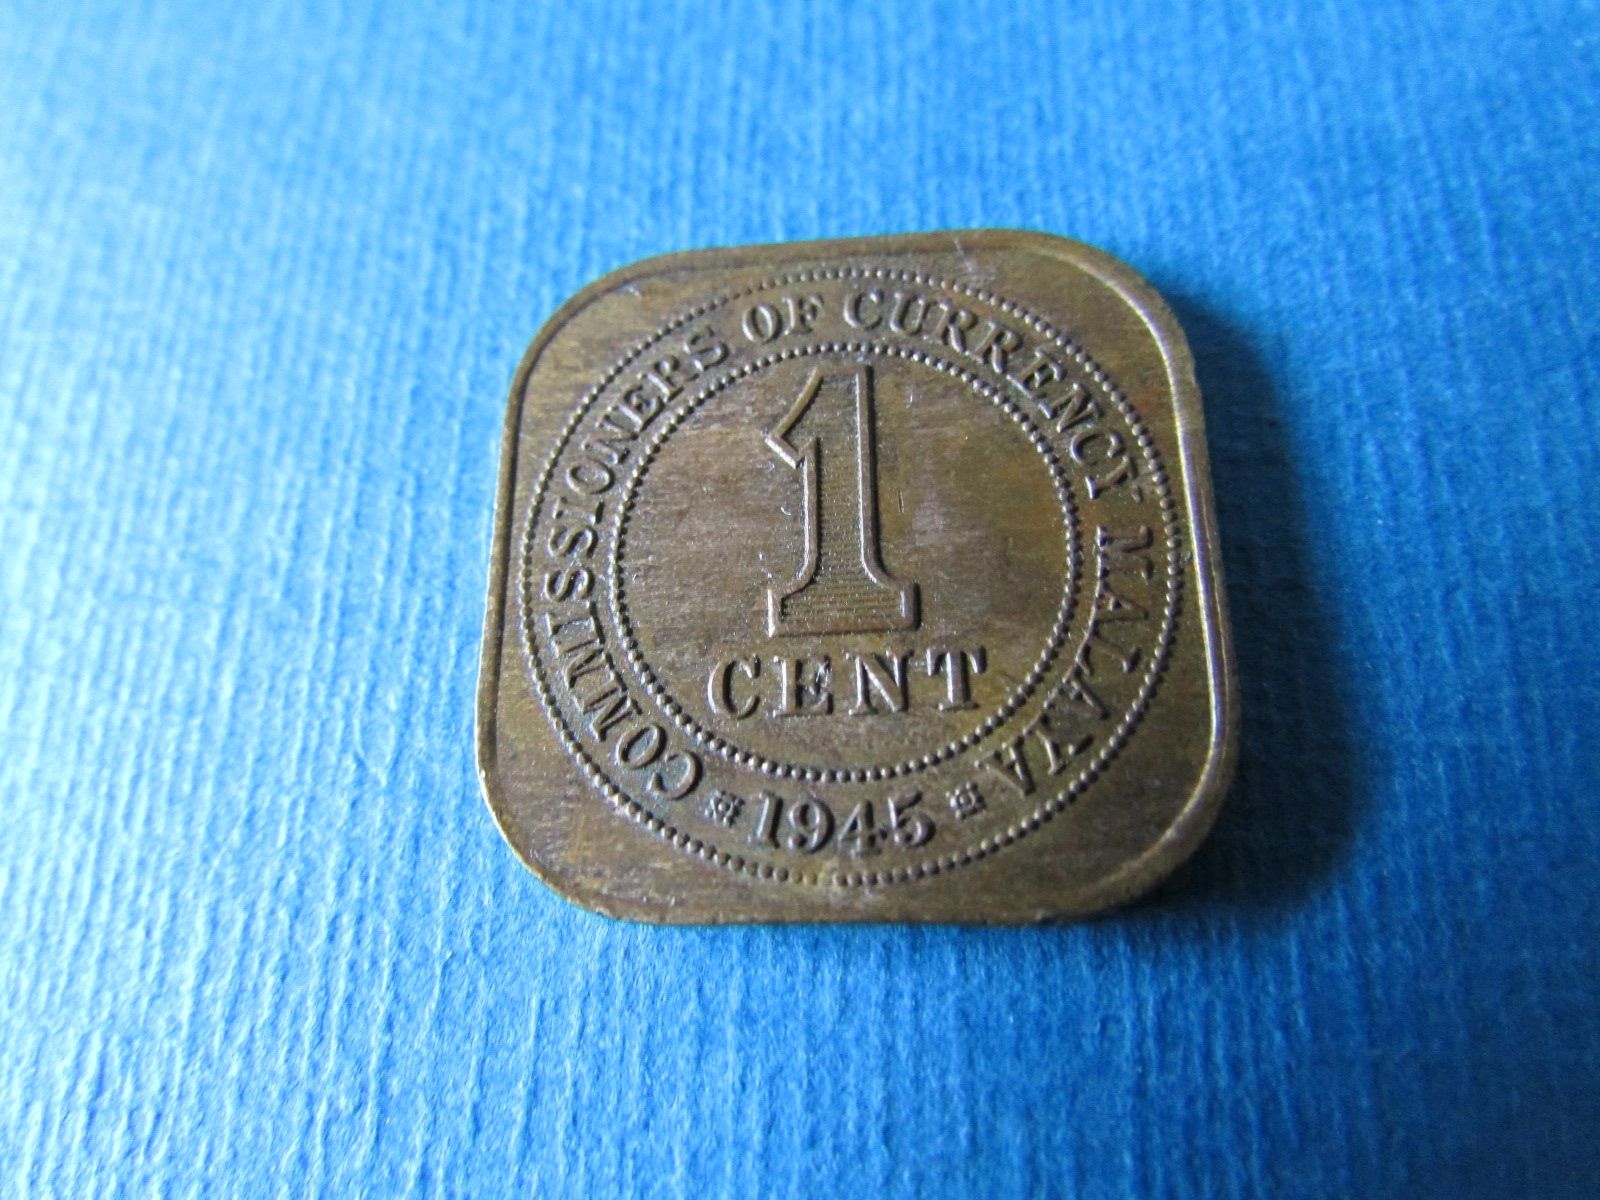 COMMISSIONERS OF CURRENCY MALAYA
1
CENT
1945